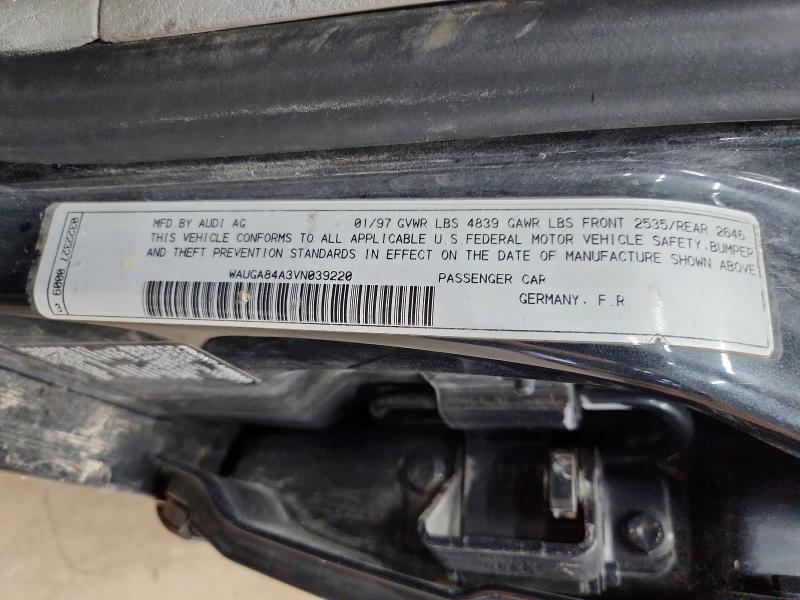 MFD BY AUDI AG 01/97 GVWR LBS 4839 GAWR LBS FRONT 2535/REAR 2646
THIS VEHICLE CONFORMS TO ALL APPLICABLE U.S.FEDERAL MOTOR VEHICLE SAFETY.BUMPER
AND THEFT PREVENTION STANDARDS IN EFFECT ON THE DATE OF MANUFACTURE SHOWN ABOVE
WAUGA84A3VN039220 PASSENGER CAR
GERMANY. F.R